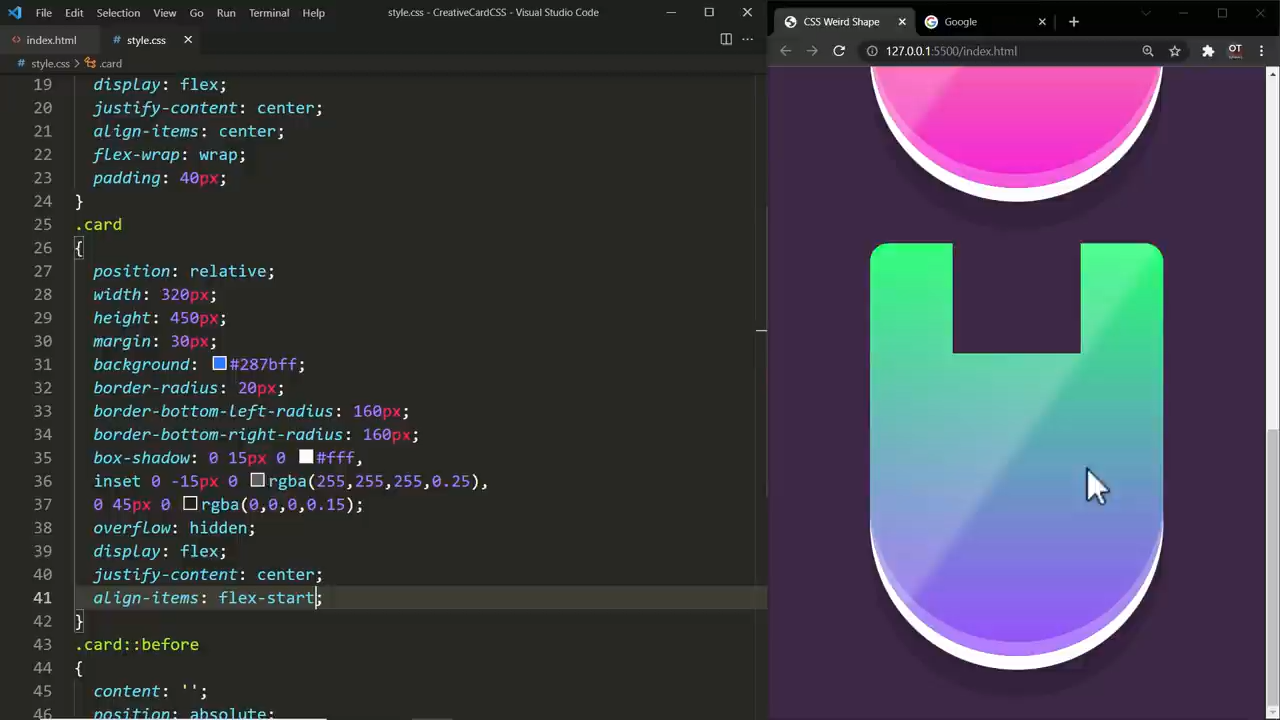 File Edit Selection View Go Run Terminal Help style.css - CreativeCardCSS - Visual Studio Code
index.html style.css
style.css > .card
19 display: flex;
20 justify-content: center;
21 align-items: center;
22 flex-wrap: wrap;
23 padding: 40px;
24 }
25 .card
26 {
27 position: relative;
28 width: 320px;
29 height: 450px;
30 margin: 30px;
31 background: #287bff;
32 border-radius: 20px;
33 border-bottom-left-radius: 160px;
34 border-bottom-right-radius: 160px;
35 box-shadow: 0 15px 0 #fff,
36 inset 0 -15px 0 rgba(255,255,255,0.25),
37 0 45px 0 rgba(0,0,0,0.15);
38 overflow: hidden;
39 display: flex;
40 justify-content: center;
41 align-items: flex-start;
42 }
43 .card::before
44 {
45 content: '';
46 position: absolute;
CSS Weird Shape Google
127.0.0.1:5500/index.html OT